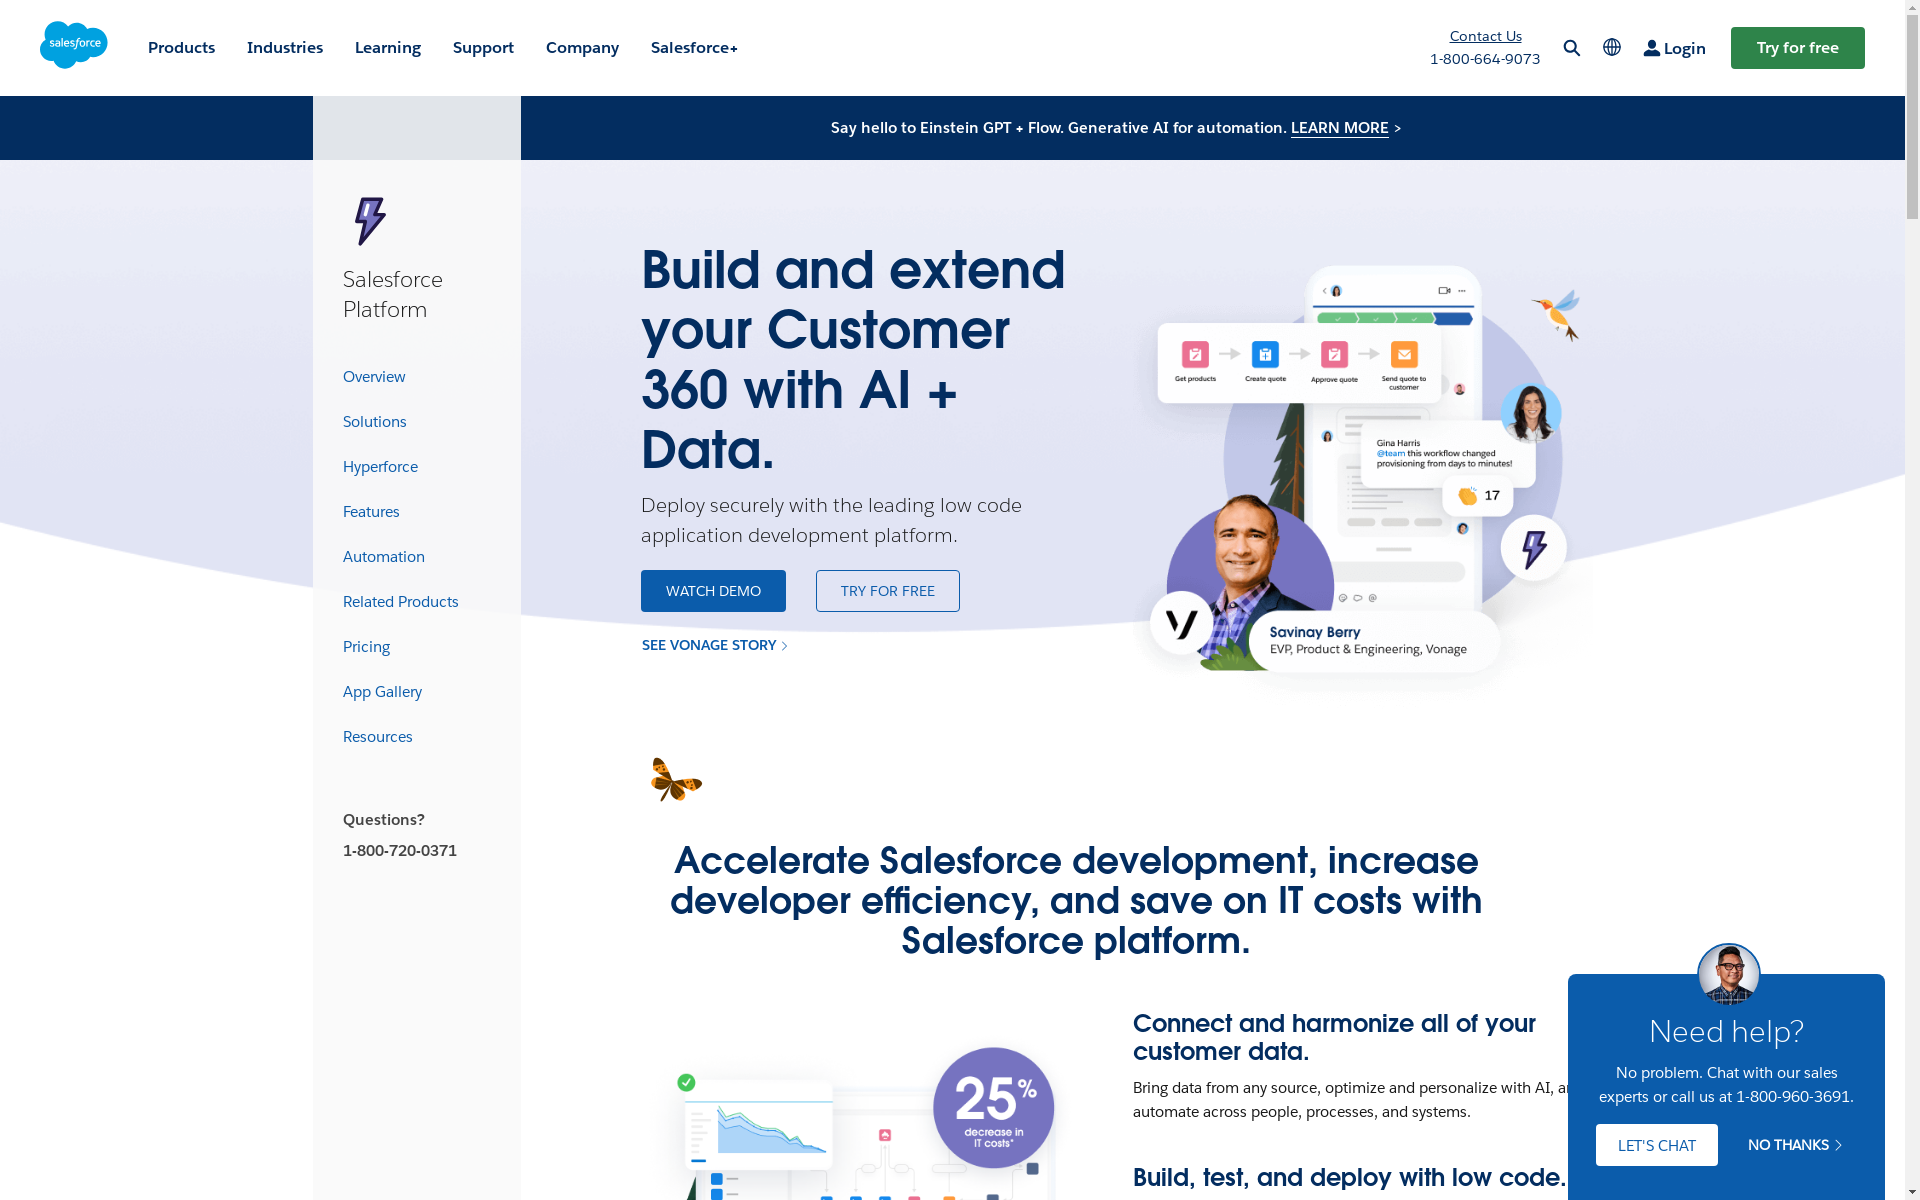 salesforce
Products
Industries
Learning
Support
Company
Salesforce+
Contact Us
1-800-664-9073
Login
Try for free
Say hello to Einstein GPT + Flow. Generative AI for automation. LEARN MORE >
Salesforce
Platform
Overview
Solutions
Hyperforce
Features
Automation
Related Products
Pricing
App Gallery
Resources
Questions?
1-800-720-0371
Build and extend
your Customer
360 with AI +
Data.
Deploy securely with the leading low code
application development platform.
WATCH DEMO
TRY FOR FREE
SEE VONAGE STORY
Get products
Create quote
Approve quote
Send quote to
customer
Gina Harris
@team this workflow changed
provisioning from days to minutes!
17
Savinay Berry
EVP, Product & Engineering, Vonage
Accelerate Salesforce development, increase
developer efficiency, and save on IT costs with
Salesforce platform.
25%
decrease in
IT costs*
Connect and harmonize all of your
customer data.
Bring data from any source, optimize and personalize with AI,
automate across people, processes, and systems.
Build, test, and deploy with low code.
Need help?
No problem. Chat with our sales
experts or call us at 1-800-960-3691.
LET'S CHAT
NO THANKS